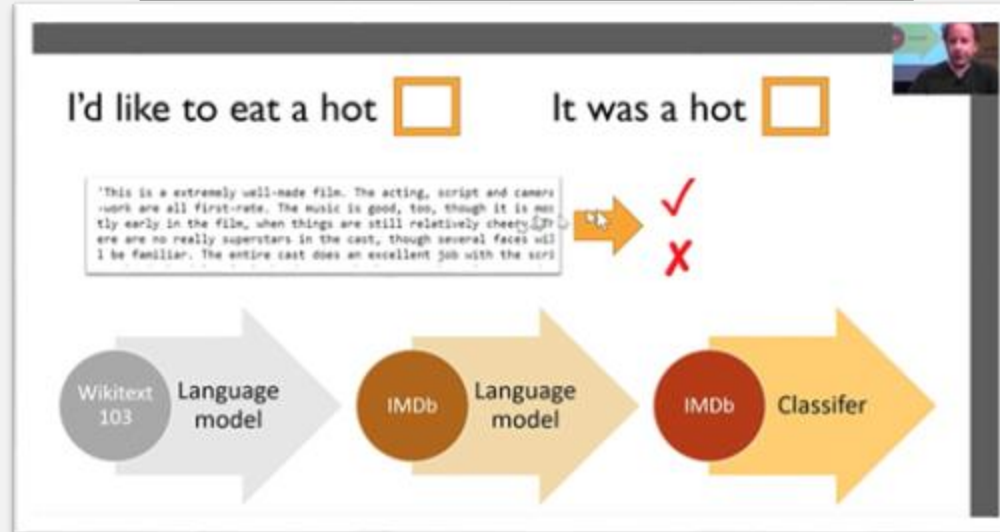 I'd like to eat a hot
It was a hot
'This is a extremely well-made film. The acting, script and camera
-work are all first-rate. The music is good, too, though it is mos
tly early in the film, when things are still relatively cheery.
ere are no really superstars in the cast, though several faces wil
l be familiar. The entire cast does an excellent job with the scri
Wikitext
103
Language
model
IMDb
Language
model
IMDb
Classifer